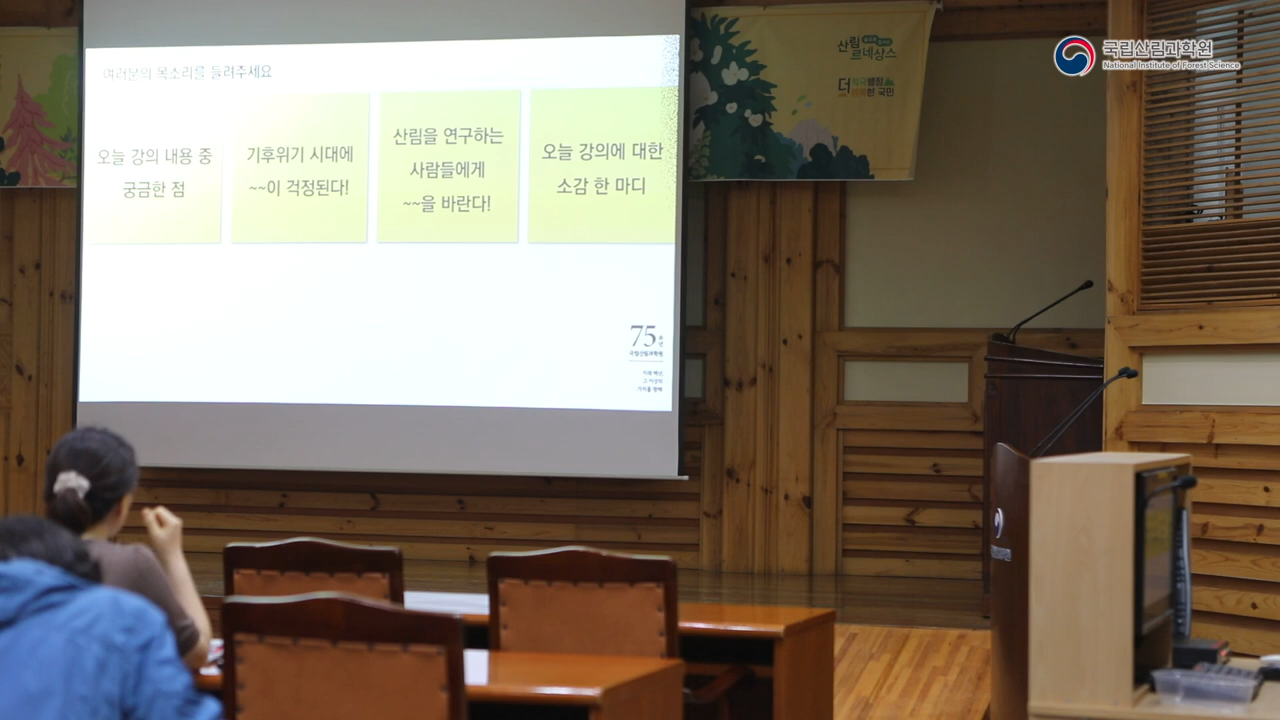 여러분의 목소리를 들려주세요
오늘 강의 내용 중
궁금한 점
기후위기 시대에
~~이 걱정된다!
산림을 연구하는
사람들에게
~~을 바란다!
오늘 강의에 대한
소감 한 마디
75주년
국립산림과학원
산림
르네상스
국립산림과학원
National Institute of Forest Science